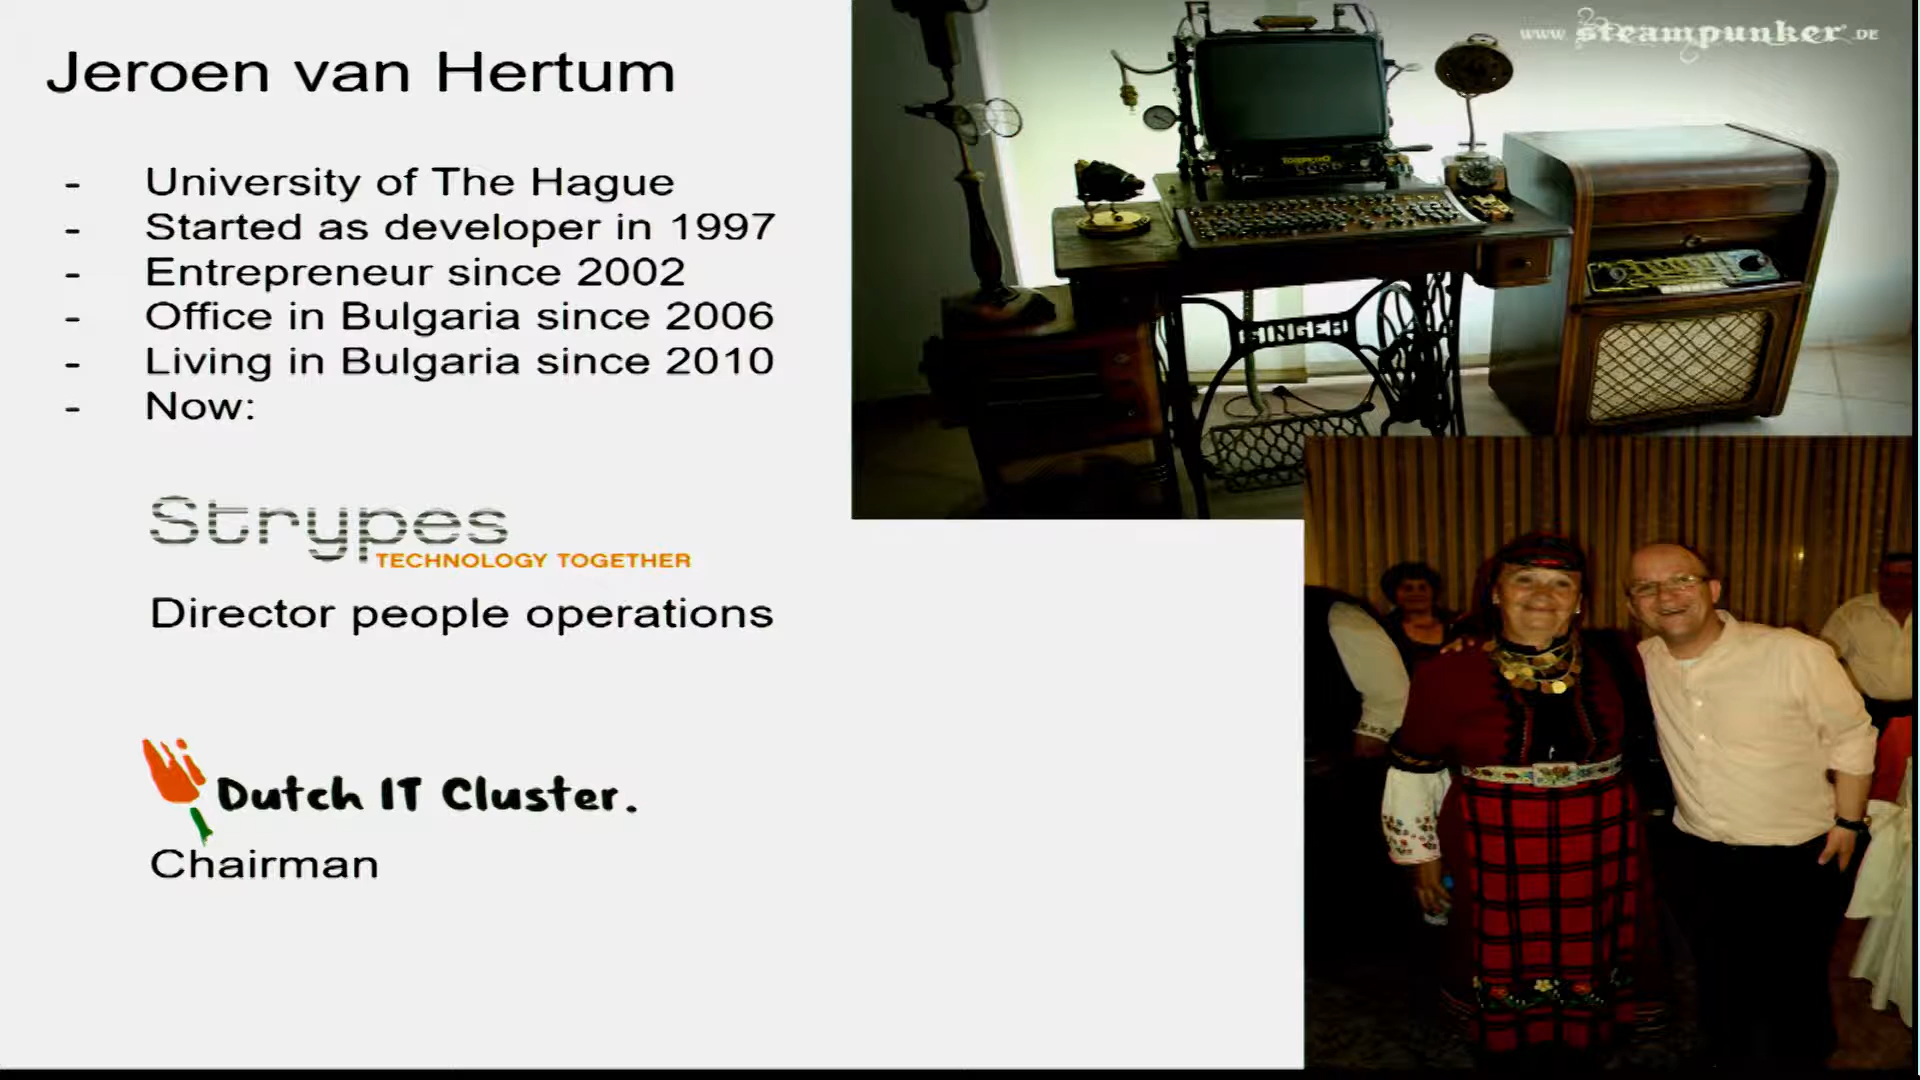 Jeroen van Hertum
- University of The Hague
- Started as developer in 1997
- Entrepreneur since 2002
- Office in Bulgaria since 2006
- Living in Bulgaria since 2010
- Now:
Strypes
TECHNOLOGY TOGETHER
Director people operations
Dutch IT Cluster.
Chairman
www.steampunker.DE
TORPEDO
SINGER